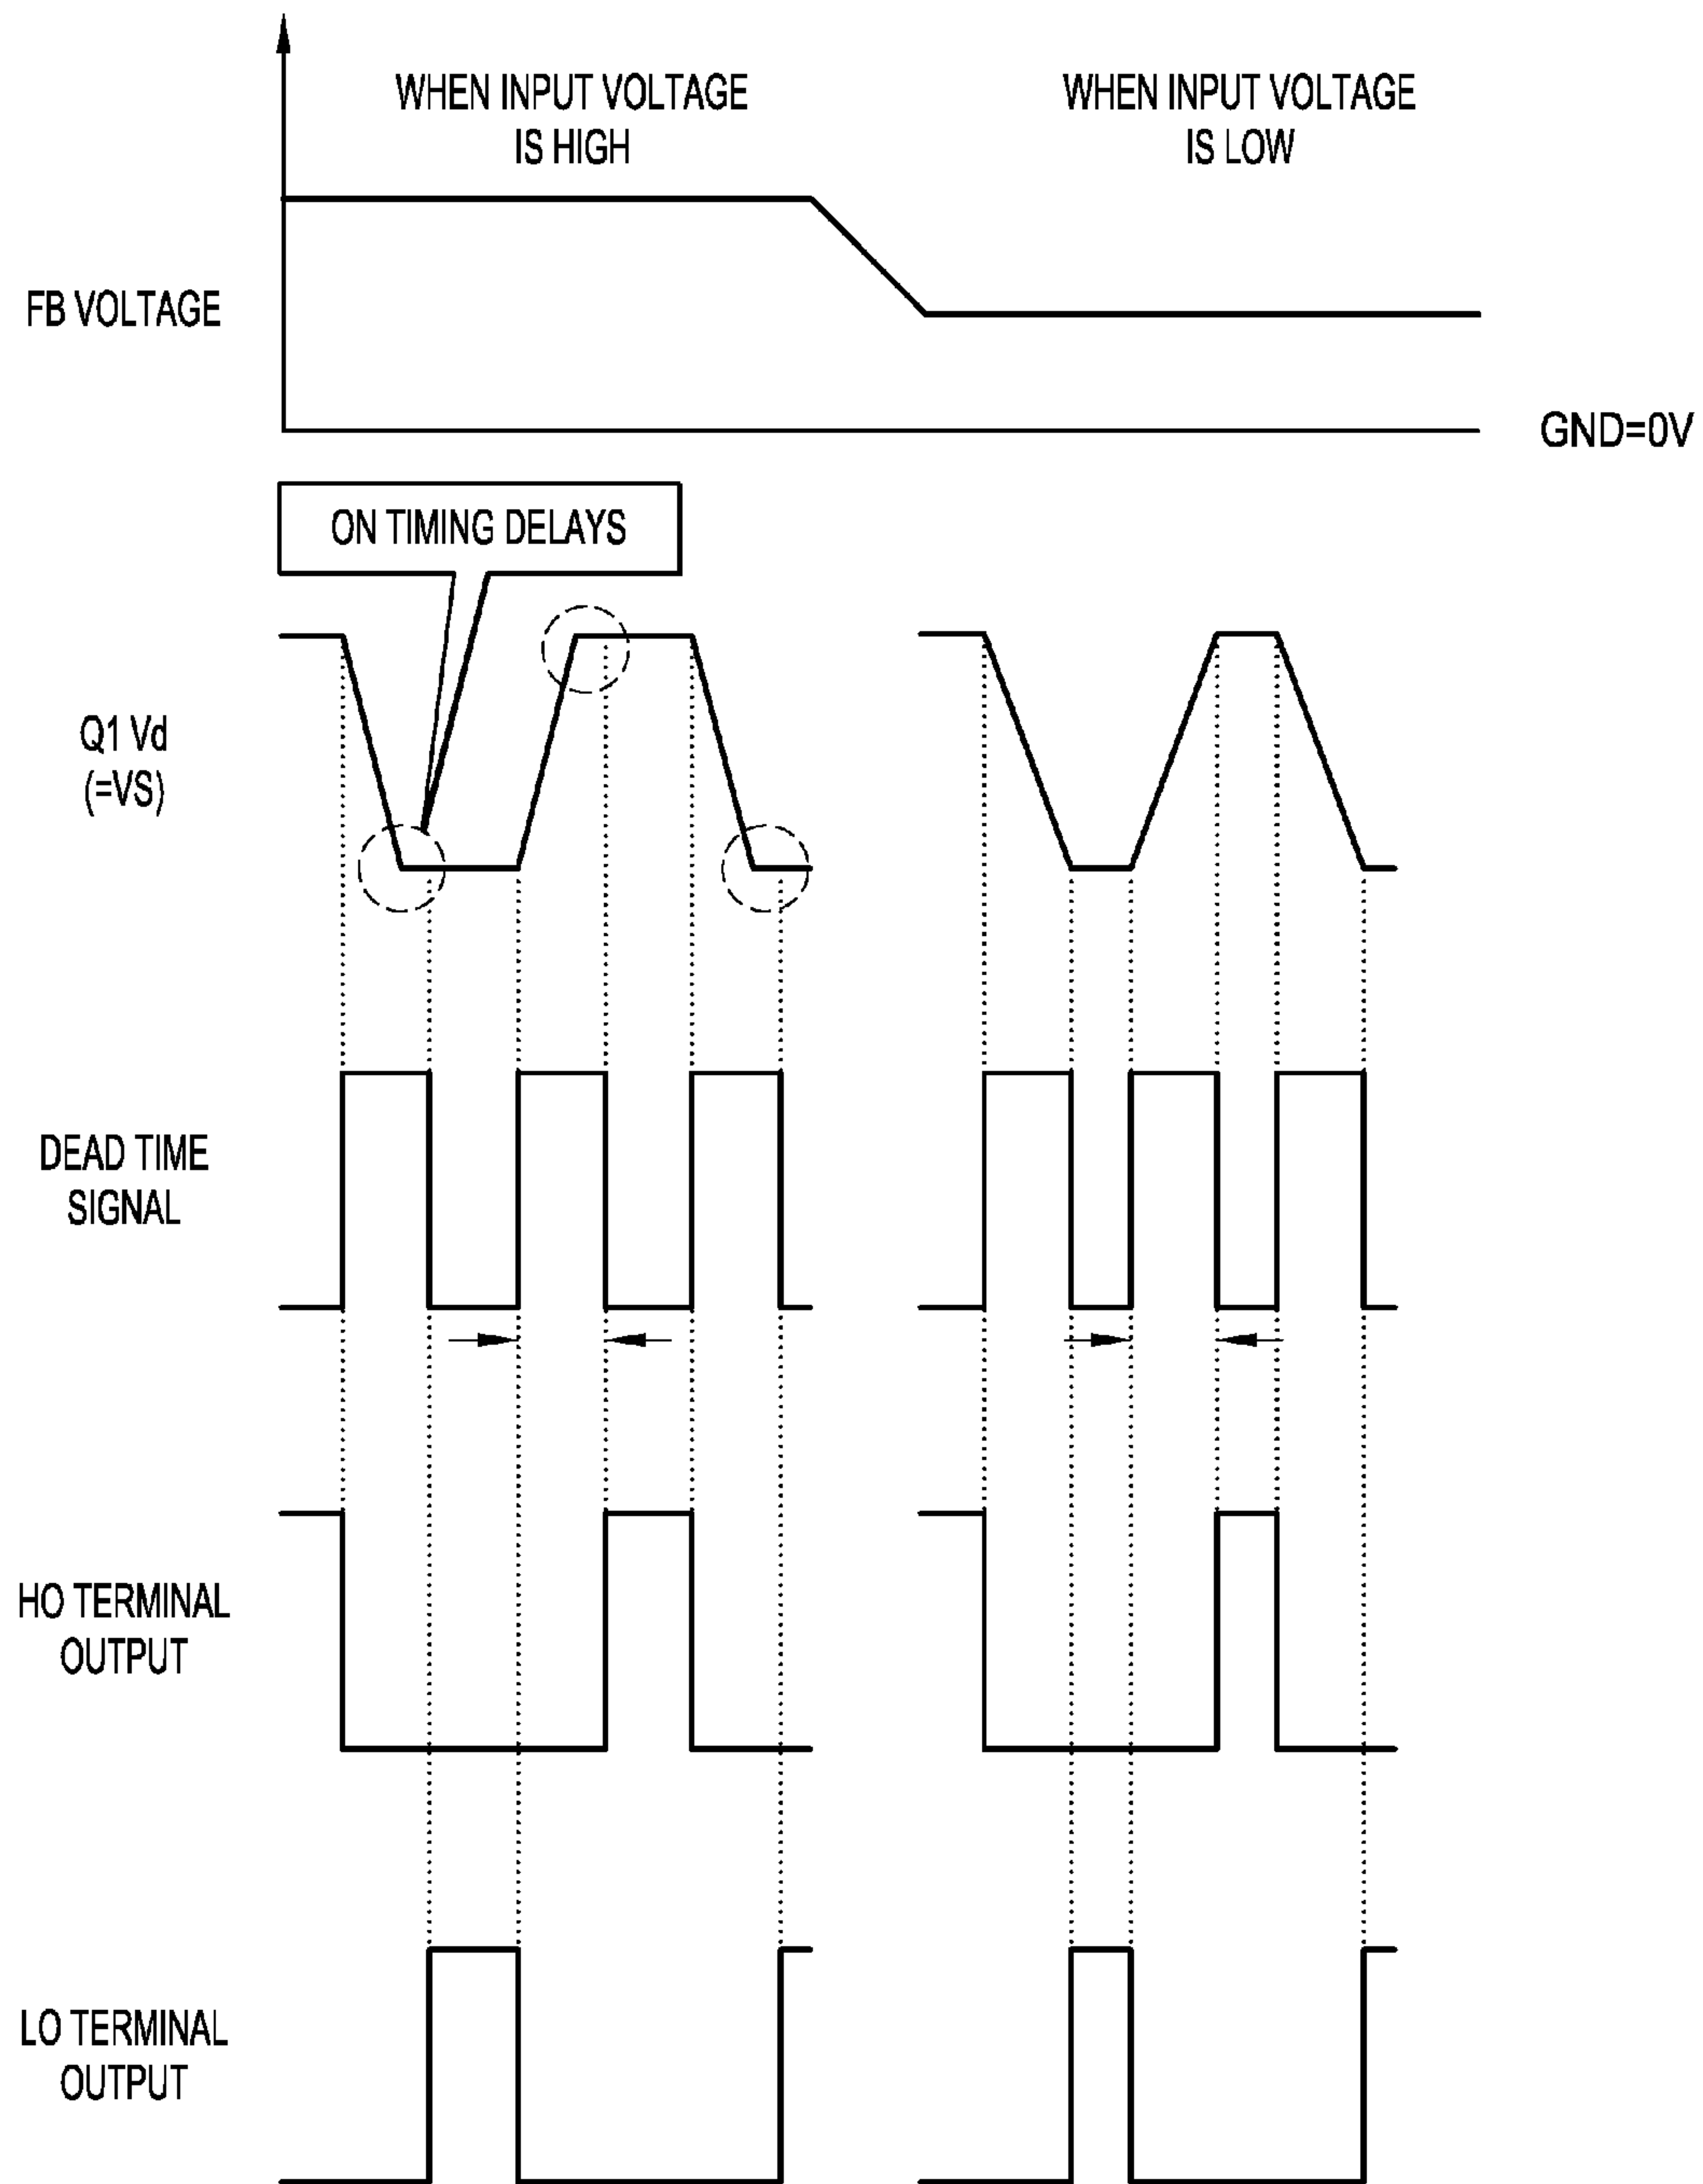 WHEN INPUT VOLTAGE
IS HIGH
WHEN INPUT VOLTAGE
IS LOW
FB VOLTAGE
GND=0V
ON TIMING DELAYS
Q1 Vd
(=VS)
DEAD TIME
SIGNAL
HO TERMINAL
OUTPUT
LO TERMINAL
OUTPUT